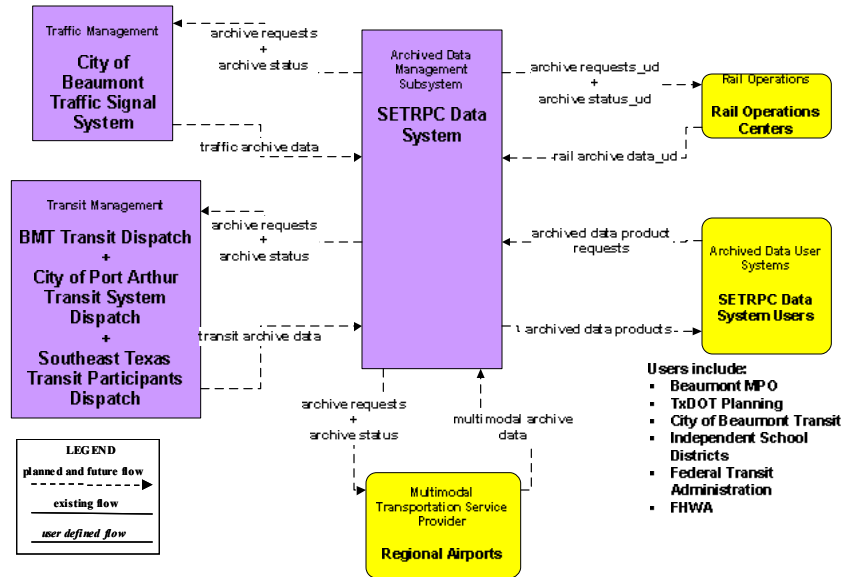 Traffic Management
City of
Beaumont
Traffic Signal
System
archive requests
+
archive status
traffic archive data
Archived Data
Management
Subsystem
SETRPC Data
System
archive requests_ud
+
archive status_ud
rail archive data_ud
Rail Operations
Rail Operations
Centers
Transit Management
BMT Transit Dispatch
+
City of Port Arthur
Transit System
Dispatch
+
Southeast Texas
Transit Participants
Dispatch
archive requests
+
archive status
transit archive data
archived data product
requests
archived data products
Archived Data User
Systems
SETRPC Data
System Users
Users include:
▪ Beaumont MPO
▪ TxDOT Planning
▪ City of Beaumont Transit
▪ Independent School
Districts
▪ Federal Transit
Administration
▪ FHWA
archive requests
+
archive status
multimodal archive
data
Multimodal
Transportation Service
Provider
Regional Airports
LEGEND
planned and future flow
existing flow
user defined flow